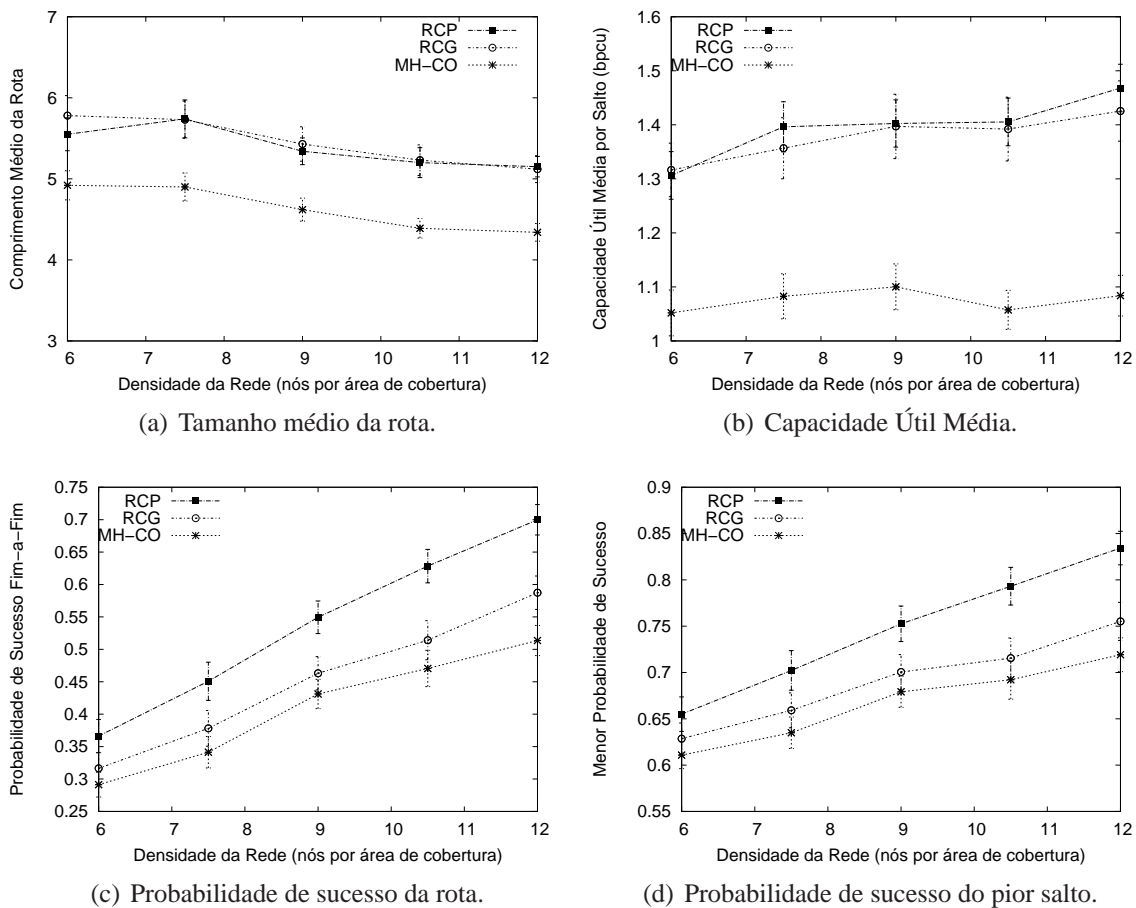 7
6
5
4
3
6 7 8 9 10 11 12
Comprimento Médio da Rota
Densidade da Rede (nós por área de cobertura)
RCP
RCG
MH−CO
(a) Tamanho médio da rota.
1.6
1.5
1.4
1.3
1.2
1.1
1
6 7 8 9 10 11 12
Capacidade Útil Média por Salto (bpcu)
Densidade da Rede (nós por área de cobertura)
RCP
RCG
MH−CO
(b) Capacidade Útil Média.
0.75
0.7
0.65
0.6
0.55
0.5
0.45
0.4
0.35
0.3
0.25
6 7 8 9 10 11 12
Probabilidade de Sucesso Fim−a−Fim
Densidade da Rede (nós por área de cobertura)
RCP
RCG
MH−CO
(c) Probabilidade de sucesso da rota.
0.9
0.85
0.8
0.75
0.7
0.65
0.6
0.55
6 7 8 9 10 11 12
Menor Probabilidade de Sucesso
Densidade da Rede (nós por área de cobertura)
RCP
RCG
MH−CO
(d) Probabilidade de sucesso do pior salto.